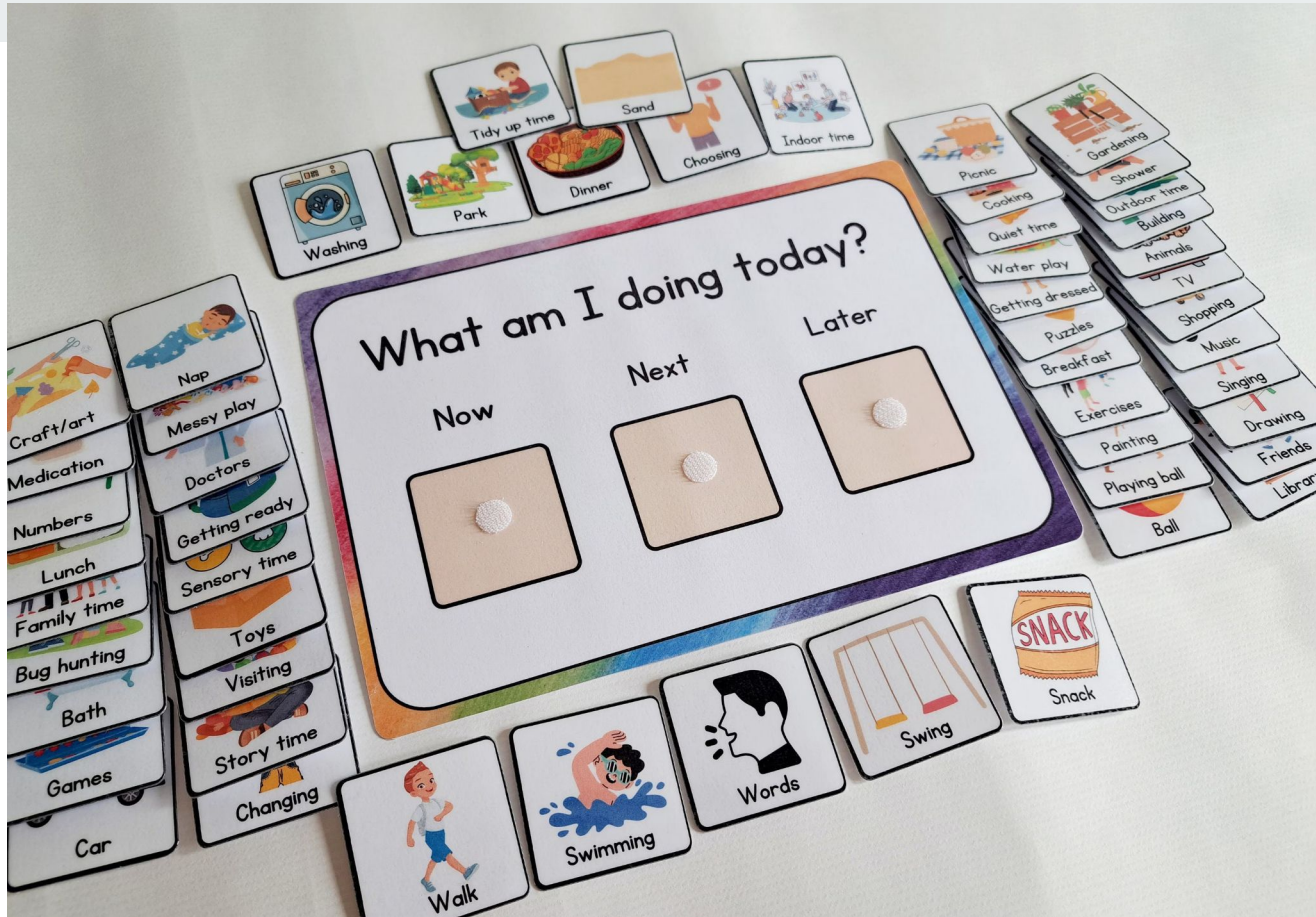 Tidy up time
Sand
Washing
Park
Dinner
Choosing
Indoor time
What am I doing today?
Now
Next
Later
Nap
Messy play
Doctors
Getting ready
Sensory time
Toys
Visiting
Story time
Changing
Craft/art
Medication
Numbers
Lunch
Family time
Bug hunting
Bath
Games
Car
Picnic
Cooking
Quiet time
Water play
Getting dressed
Puzzles
Breakfast
Exercises
Painting
Playing ball
Ball
Gardening
Shower
Outdoor time
Building
Animals
TV
Shopping
Music
Singing
Drawing
Friends
Walk
Swimming
Words
Swing
SNACK
Snack